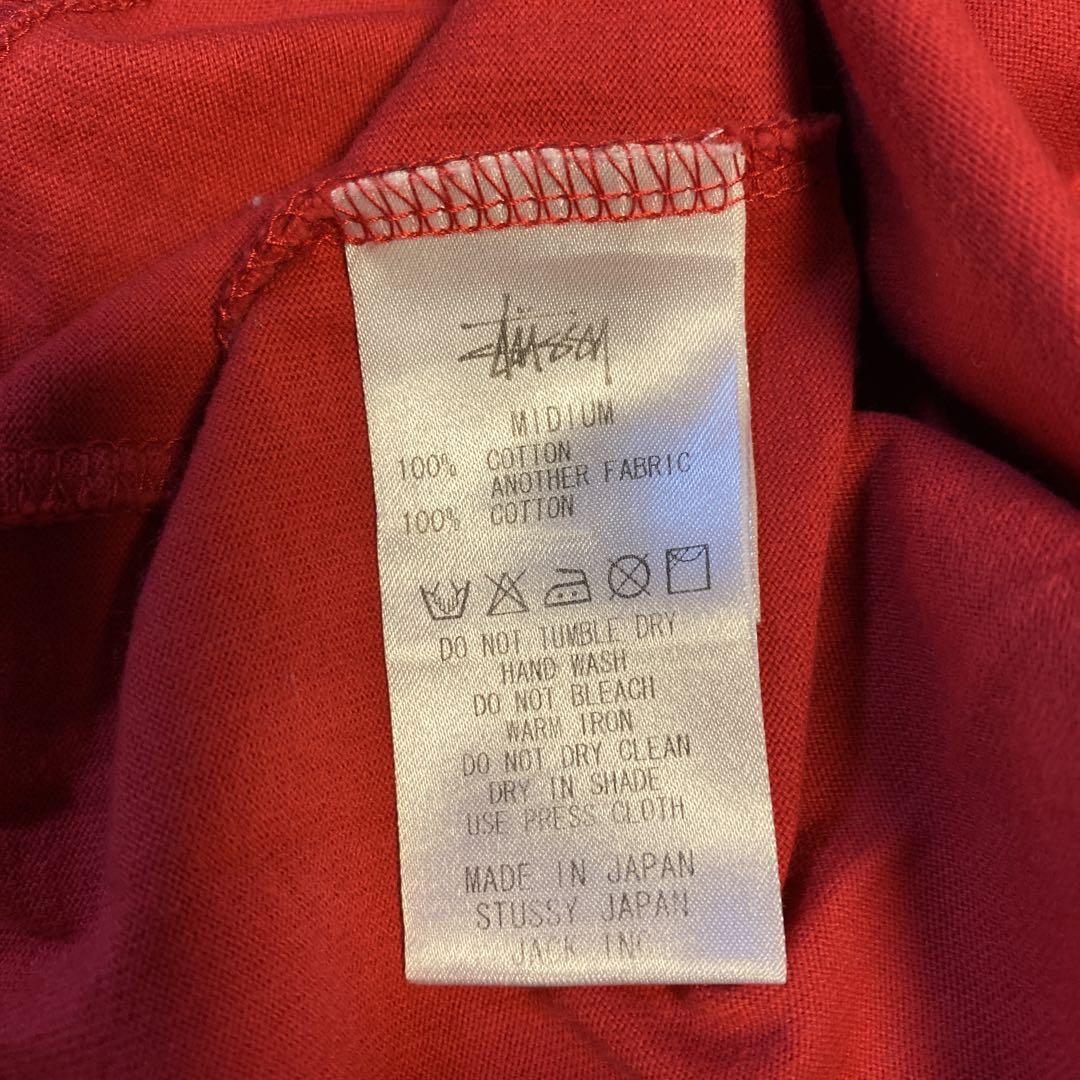 Stüssy
MIDIUM
100% COTTON
ANOTHER FABRIC
100% COTTON
DO NOT TUMBLE DRY
HAND WASH
DO NOT BLEACH
WARM IRON
DO NOT DRY CLEAN
DRY IN SHADE
USE PRESS CLOTH
MADE IN JAPAN
STUSSY JAPAN
JACK INC